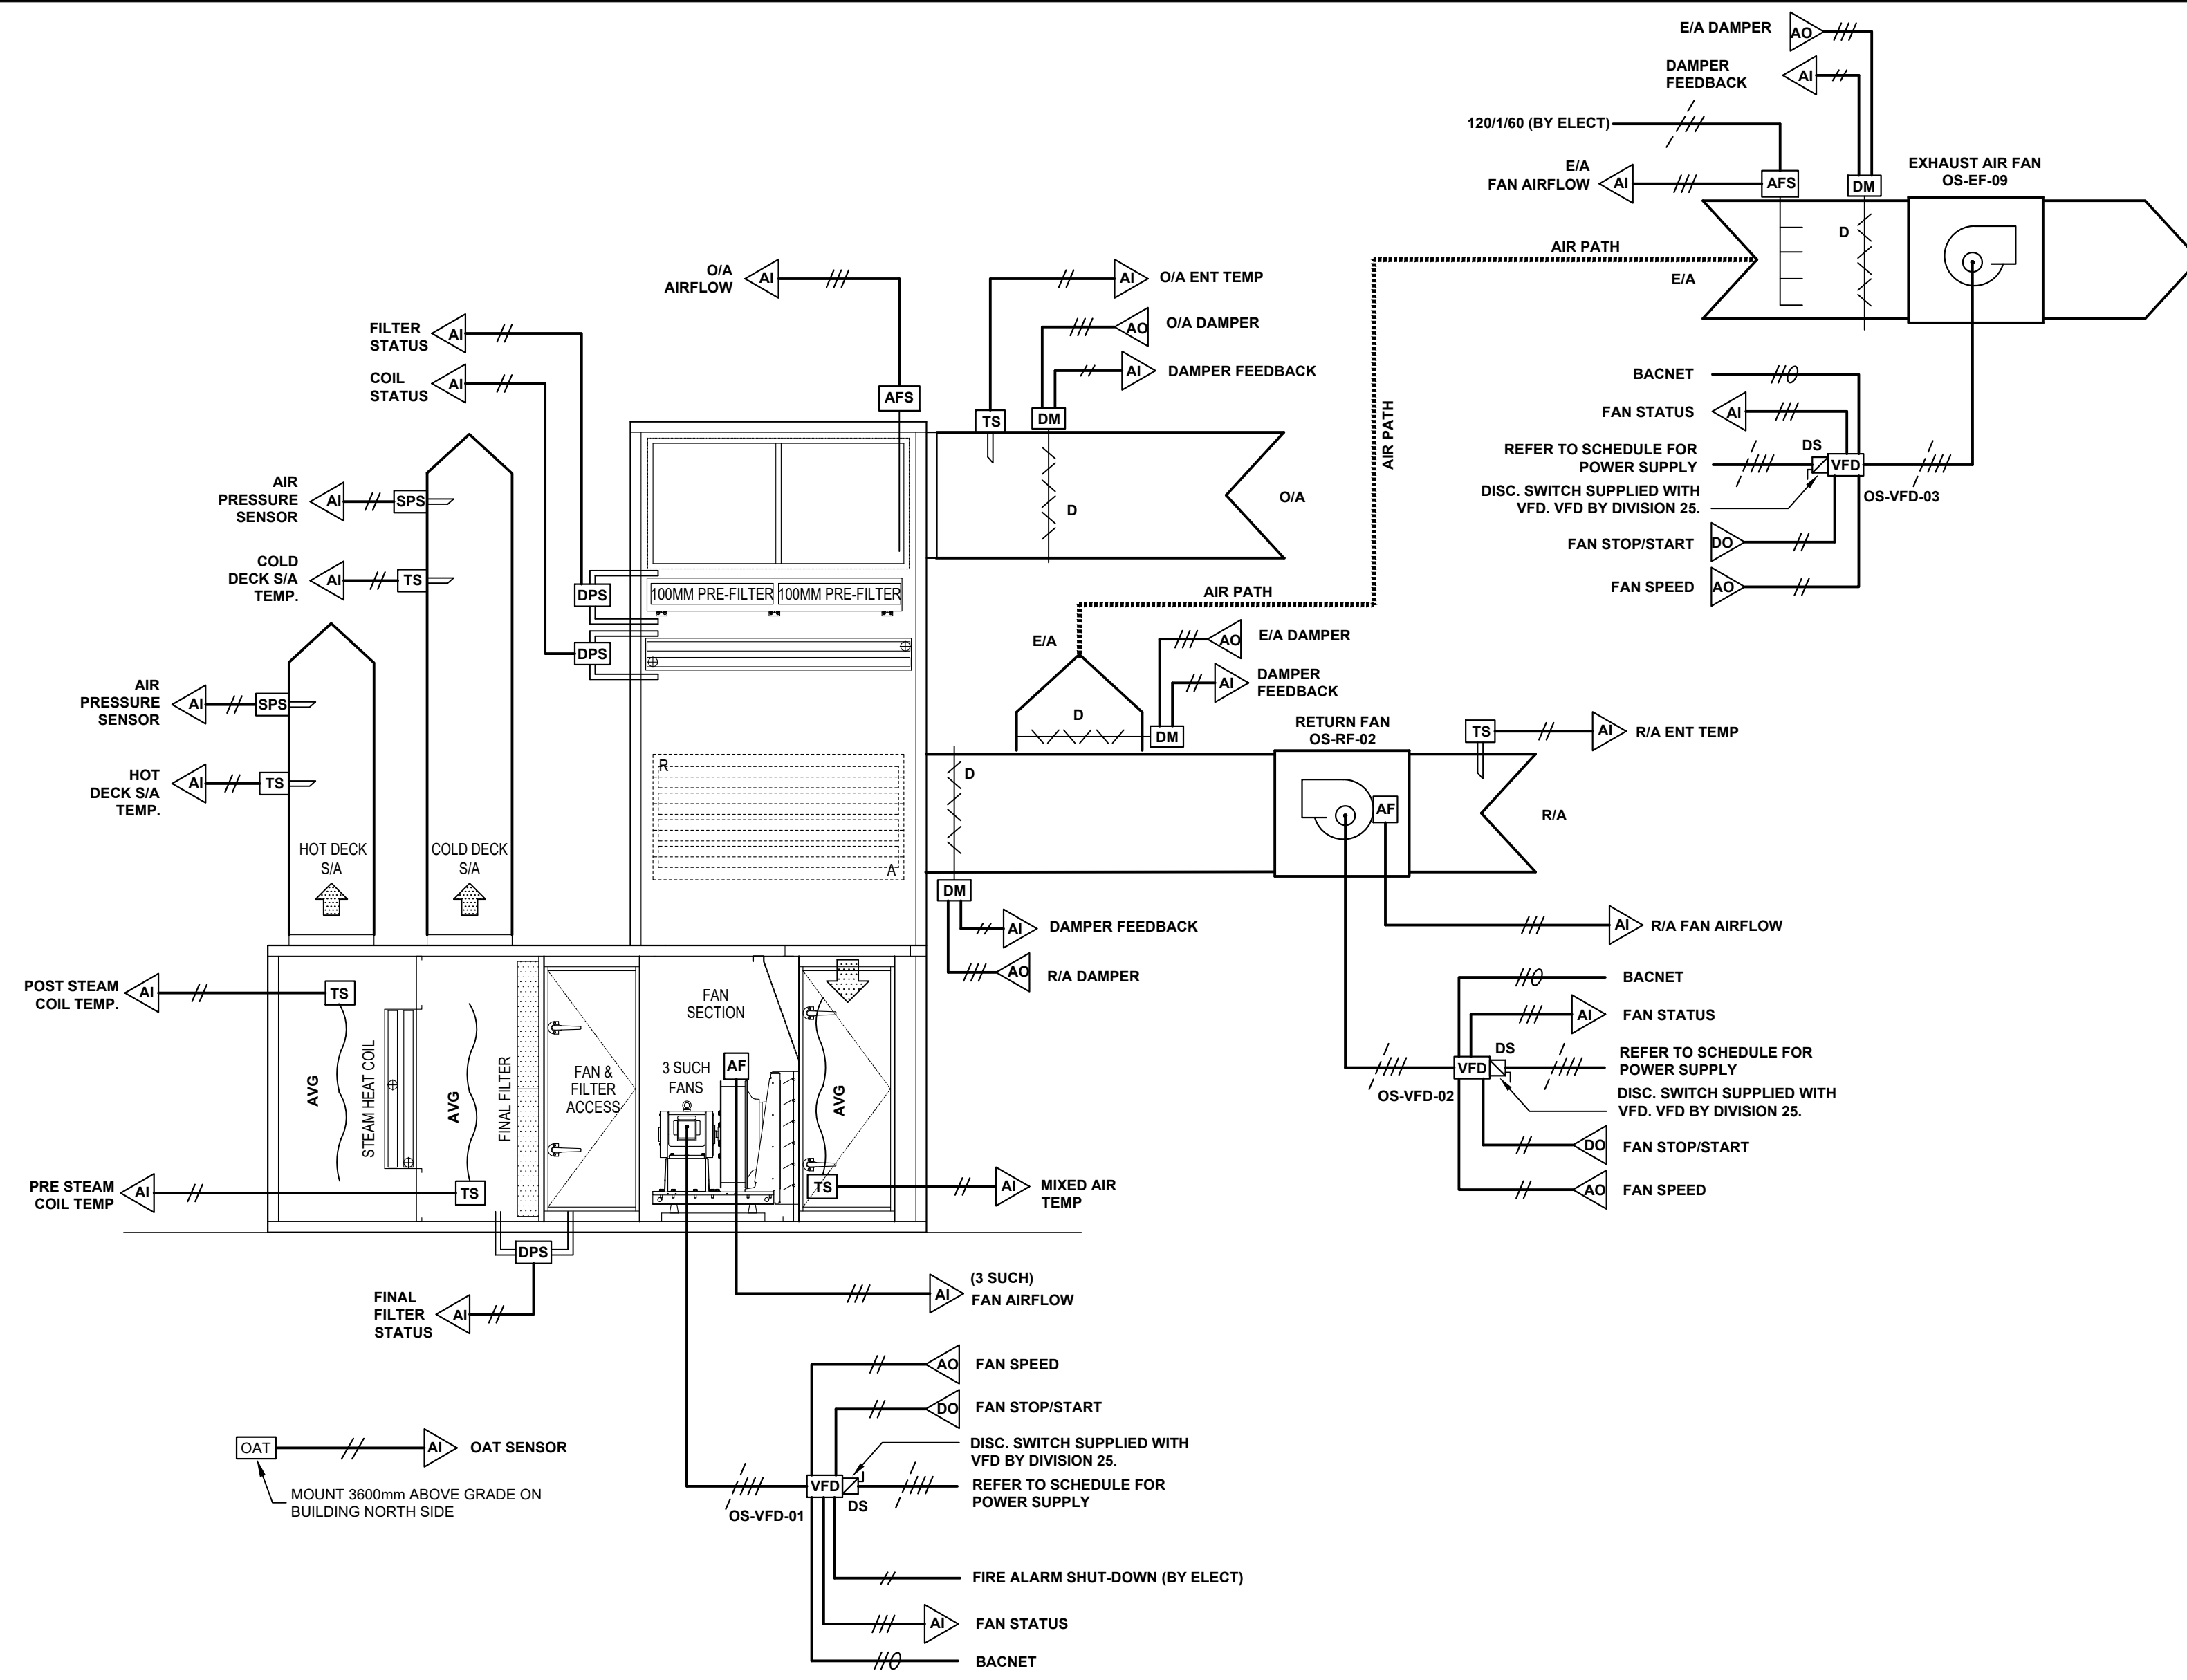 E/A DAMPER
AO
DAMPER
FEEDBACK
AI
120/1/60 (BY ELECT)
E/A
FAN AIRFLOW
AI
AFS
DM
EXHAUST AIR FAN
OS-EF-09
D
AIR PATH
E/A
AIR PATH
O/A
AIRFLOW
AI
AI
O/A ENT TEMP
AO
O/A DAMPER
AI
DAMPER FEEDBACK
FILTER
STATUS
AI
COIL
STATUS
AI
AFS
TS
DM
D
O/A
BACNET
FAN STATUS
AI
REFER TO SCHEDULE FOR
POWER SUPPLY
DS
VFD
DISC. SWITCH SUPPLIED WITH
VFD. VFD BY DIVISION 25.
OS-VFD-03
FAN STOP/START
DO
FAN SPEED
AO
AIR
PRESSURE
SENSOR
AI
SPS
COLD
DECK S/A
TEMP.
AI
TS
DPS
100MM PRE-FILTER
100MM PRE-FILTER
DPS
AIR PATH
E/A
AO
E/A DAMPER
AI
DAMPER
FEEDBACK
D
DM
AIR
PRESSURE
SENSOR
AI
SPS
HOT
DECK S/A
TEMP.
AI
TS
R
A
D
RETURN FAN
OS-RF-02
AF
TS
AI
R/A ENT TEMP
R/A
HOT DECK
S/A
COLD DECK
S/A
DM
AI
DAMPER FEEDBACK
AO
R/A DAMPER
AI
R/A FAN AIRFLOW
BACNET
AI
FAN STATUS
DS
VFD
REFER TO SCHEDULE FOR
POWER SUPPLY
OS-VFD-02
DISC. SWITCH SUPPLIED WITH
VFD. VFD BY DIVISION 25.
DO
FAN STOP/START
AO
FAN SPEED
POST STEAM
COIL TEMP.
AI
TS
AVG
STEAM HEAT COIL
AVG
FINAL FILTER
FAN &
FILTER
ACCESS
FAN
SECTION
3 SUCH
FANS
AF
AVG
PRE STEAM
COIL TEMP
AI
TS
TS
AI
MIXED AIR
TEMP
DPS
FINAL
FILTER
STATUS
AI
AI
(3 SUCH)
FAN AIRFLOW
AO
FAN SPEED
DO
FAN STOP/START
DISC. SWITCH SUPPLIED WITH
VFD BY DIVISION 25.
VFD
DS
REFER TO SCHEDULE FOR
POWER SUPPLY
OS-VFD-01
FIRE ALARM SHUT-DOWN (BY ELECT)
AI
FAN STATUS
BACNET
OAT
AI
OAT SENSOR
MOUNT 3600mm ABOVE GRADE ON
BUILDING NORTH SIDE